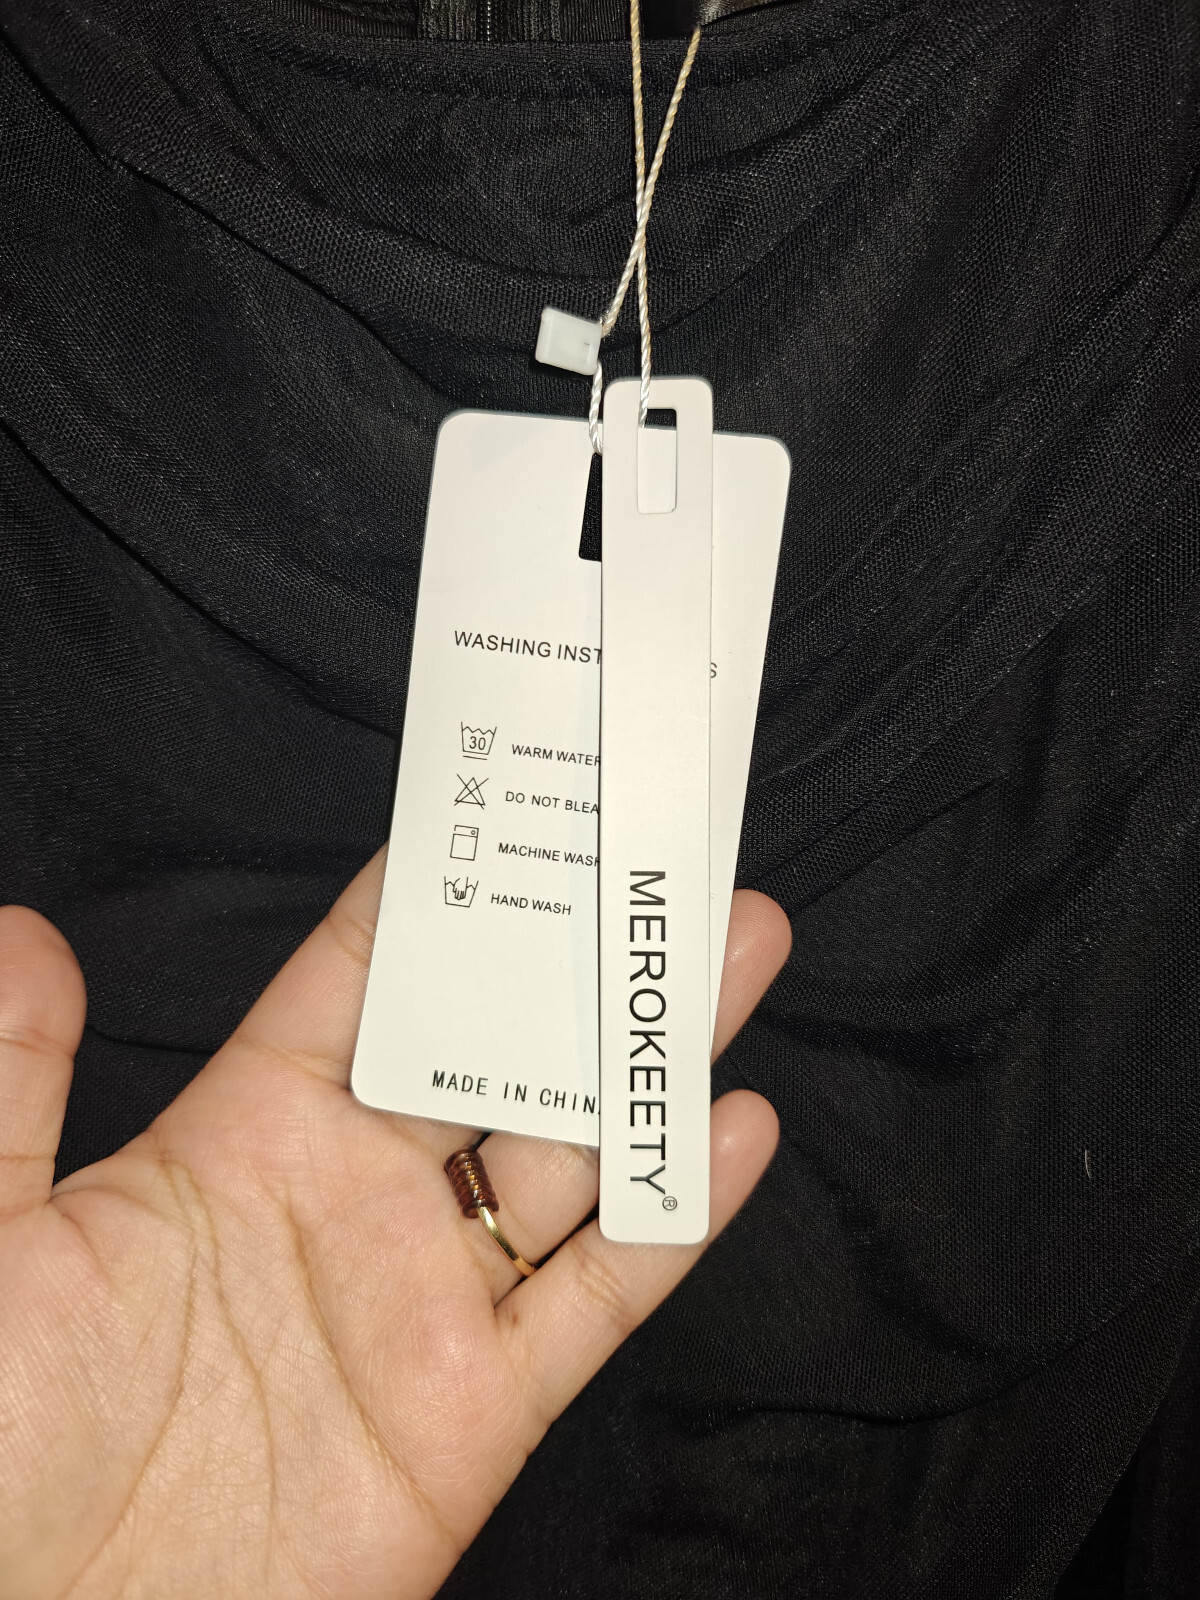 WASHING INST S
30 WARM WATER
DO NOT BLEA
MACHINE WASH
HAND WASH
MADE IN CHIN
MEROKEETY®